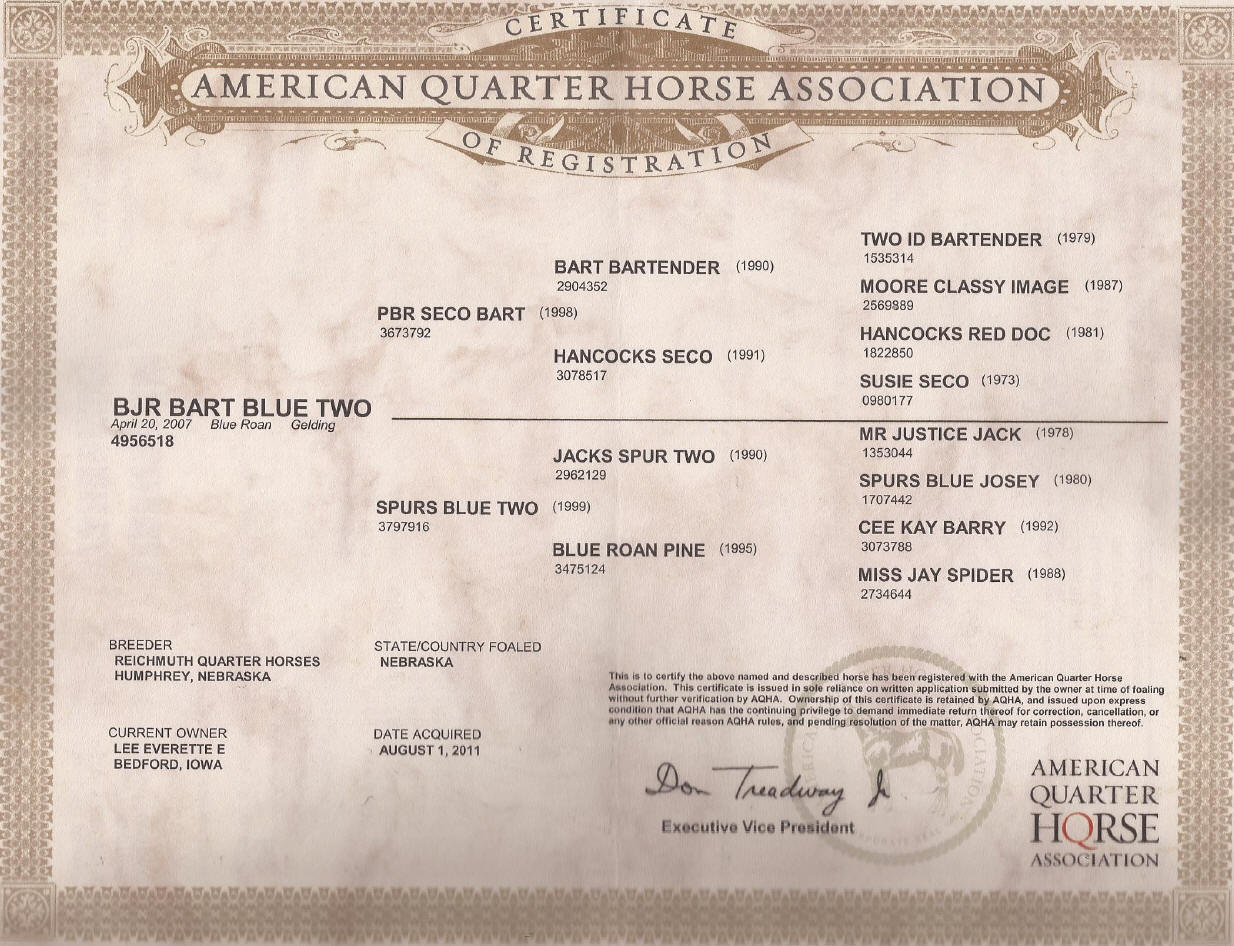 CERTIFICATE
AMERICAN QUARTER HORSE ASSOCIATION
OF REGISTRATION
TWO ID BARTENDER (1979)
1535314
BART BARTENDER (1990)
2904352
MOORE CLASSY IMAGE (1987)
2569889
PBR SECO BART (1998)
3673792
HANCOCKS RED DOC (1981)
1822850
HANCOCKS SECO (1991)
3078517
SUSIE SECO (1973)
0980177
BJR BART BLUE TWO
April 20, 2007 Blue Roan Gelding
4956518
MR JUSTICE JACK (1978)
1353044
JACKS SPUR TWO (1990)
2962129
SPURS BLUE JOSEY (1980)
1707442
SPURS BLUE TWO (1999)
3797916
CEE KAY BARRY (1992)
3073788
BLUE ROAN PINE (1995)
3475124
MISS JAY SPIDER (1988)
2734644
BREEDER
REICHMUTH QUARTER HORSES
HUMPHREY, NEBRASKA
STATE/COUNTRY FOALED
NEBRASKA
CURRENT OWNER
LEE EVERETTE E
BEDFORD, IOWA
DATE ACQUIRED
AUGUST 1, 2011
This is to certify the above named and described horse has been registered with the American Quarter Horse
Association. This certificate is issued in sole reliance on written application submitted by the owner at time of foaling
without further verification by AQHA. Ownership of this certificate is retained by AQHA, and issued upon express
condition that AQHA has the continuing privilege to demand immediate return thereof for correction, cancellation, or
any other official reason AQHA rules, and pending resolution of the matter, AQHA may retain possession thereof.
Don Treadway Jr
Executive Vice President
AMERICAN
QUARTER
HORSE
ASSOCIATION